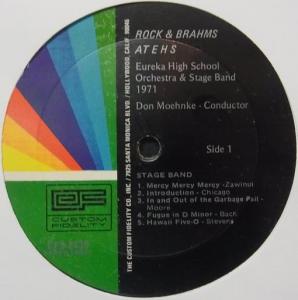 ROCK & BRAHMS
A T E H S
Eureka High School
Orchestra & Stage Band
1971
Don Moehnke - Conductor
Side 1
STAGE BAND
1. Mercy Mercy Mercy - Zawinul
2. Introduction - Chicago
3. In and Out of the Garbage Pail -
Moore
4. Fugue in D Minor - Bach
5. Hawaii Five-O - Stevens
CUSTOM
FIDELITY
THE CUSTOM FIDELITY CO., INC. / 7925 SANTA MONICA BLVD. / HOLLYWOOD, CALIF. 90046